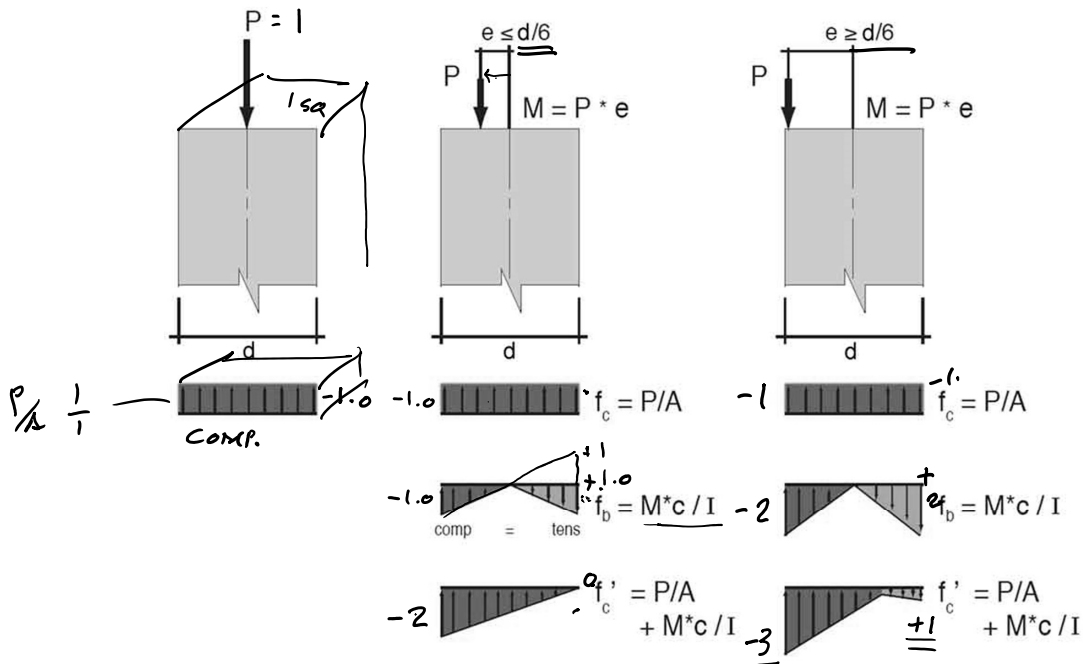 P = 1
1 SQ
d
P/A 1/1
-1.0
COMP.
e ≤ d/6
P
M = P * e
d
-1.0
f_c = P/A
+1
+1.0
-1.0
f_b = M*c / I
comp = tens
0
-2
f_c' = P/A
+ M*c / I
e ≥ d/6
P
M = P * e
d
-1
-1.
f_c = P/A
+
-2
2
f_b = M*c / I
f_c' = P/A
+ M*c / I
+1
-3